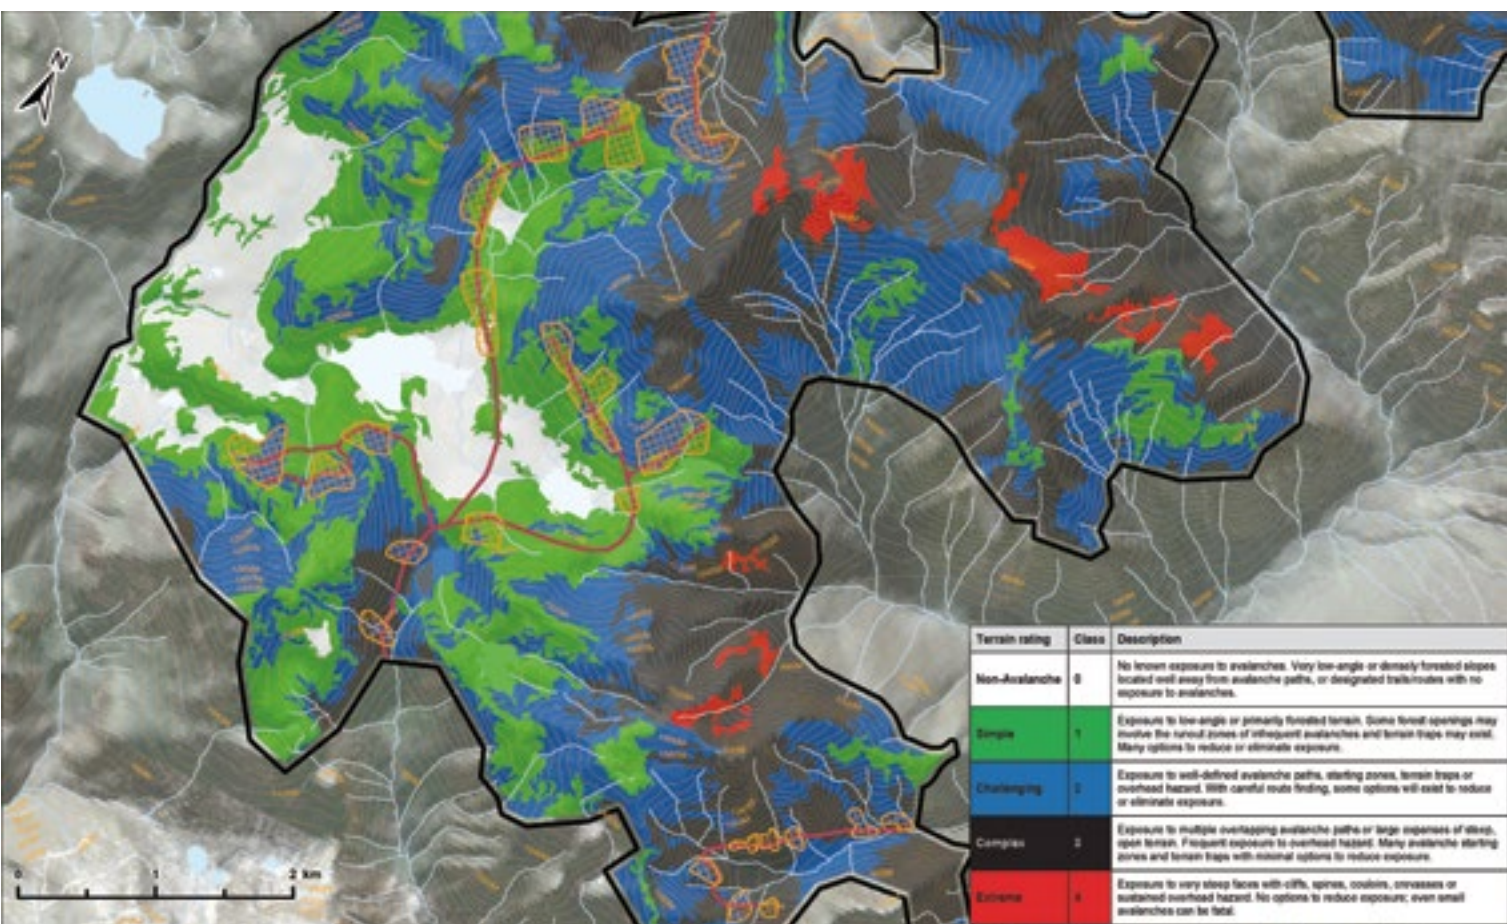 N
0 1 2 km
Terrain rating Class Description
Non-Avalanche 0 No known exposure to avalanches. Very low-angle or densely forested slopes
located well away from avalanche paths, or designated trails/routes with no
exposure to avalanches.
Simple 1 Exposure to low-angle or primarily forested terrain. Some forest openings may
involve the runout zones of infrequent avalanches and terrain traps may exist.
Many options to reduce or eliminate exposure.
Challenging 2 Exposure to well-defined avalanche paths, starting zones, terrain traps or
overhead hazard. With careful route finding, some options will exist to reduce
or eliminate exposure.
Complex 3 Exposure to multiple overlapping avalanche paths or large expanses of steep,
open terrain. Frequent exposure to overhead hazard. Many avalanche starting
zones and terrain traps with minimal options to reduce exposure.
Extreme 4 Exposure to very steep faces with cliffs, spines, couloirs, crevasses or
sustained overhead hazard. No options to reduce exposure; even small
avalanches can be fatal.